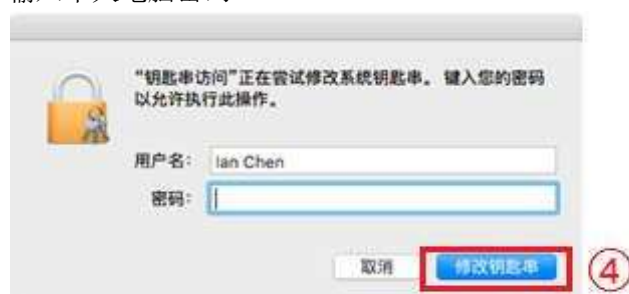 “钥匙串访问”正在尝试修改系统钥匙串。 键入您的密码
以允许执行此操作。
用户名: Ian Chen
密码:
取消 修改钥匙串 ④